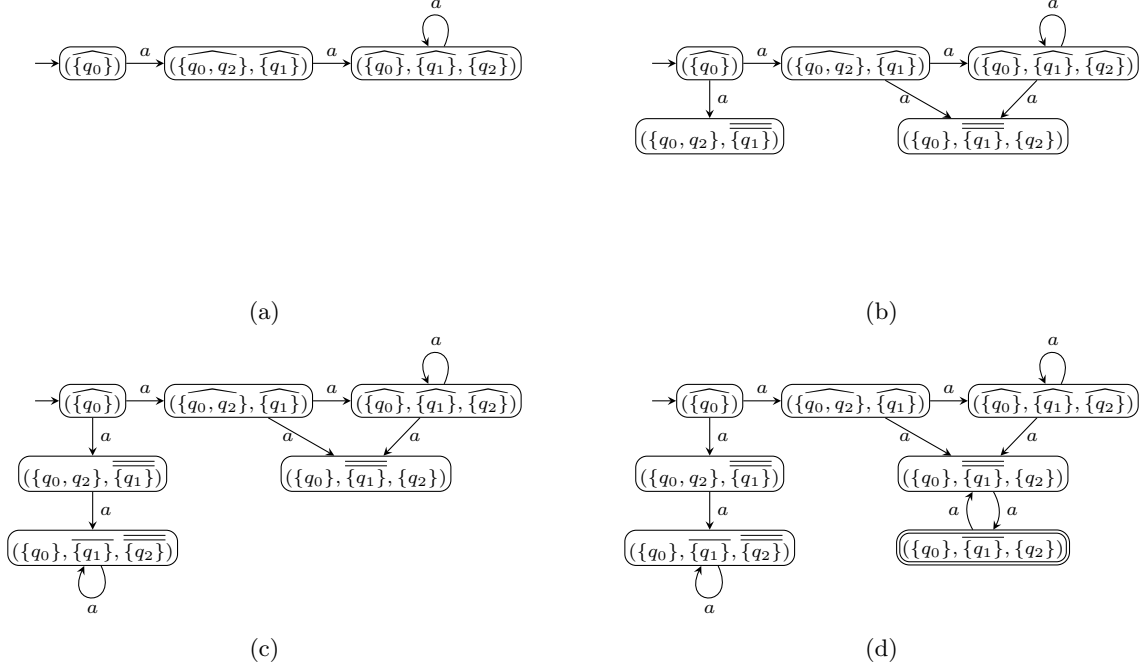 a
a
({q₀}) a ({q₀, q₂}, {q₁}) a ({q₀}, {q₁}, {q₂})
({q₀}) a ({q₀, q₂}, {q₁}) a ({q₀}, {q₁}, {q₂})
a a a
({q₀, q₂}, {q₁}) ({q₀}, {q₁}, {q₂})
(a)
(b)
a
a
({q₀}) a ({q₀, q₂}, {q₁}) a ({q₀}, {q₁}, {q₂})
({q₀}) a ({q₀, q₂}, {q₁}) a ({q₀}, {q₁}, {q₂})
a a a
a a a
({q₀, q₂}, {q₁}) ({q₀}, {q₁}, {q₂})
({q₀, q₂}, {q₁}) ({q₀}, {q₁}, {q₂})
a
a a a
({q₀}, {q₁}, {q₂})
({q₀}, {q₁}, {q₂}) ({q₀}, {q₁}, {q₂})
a
a
(c)
(d)